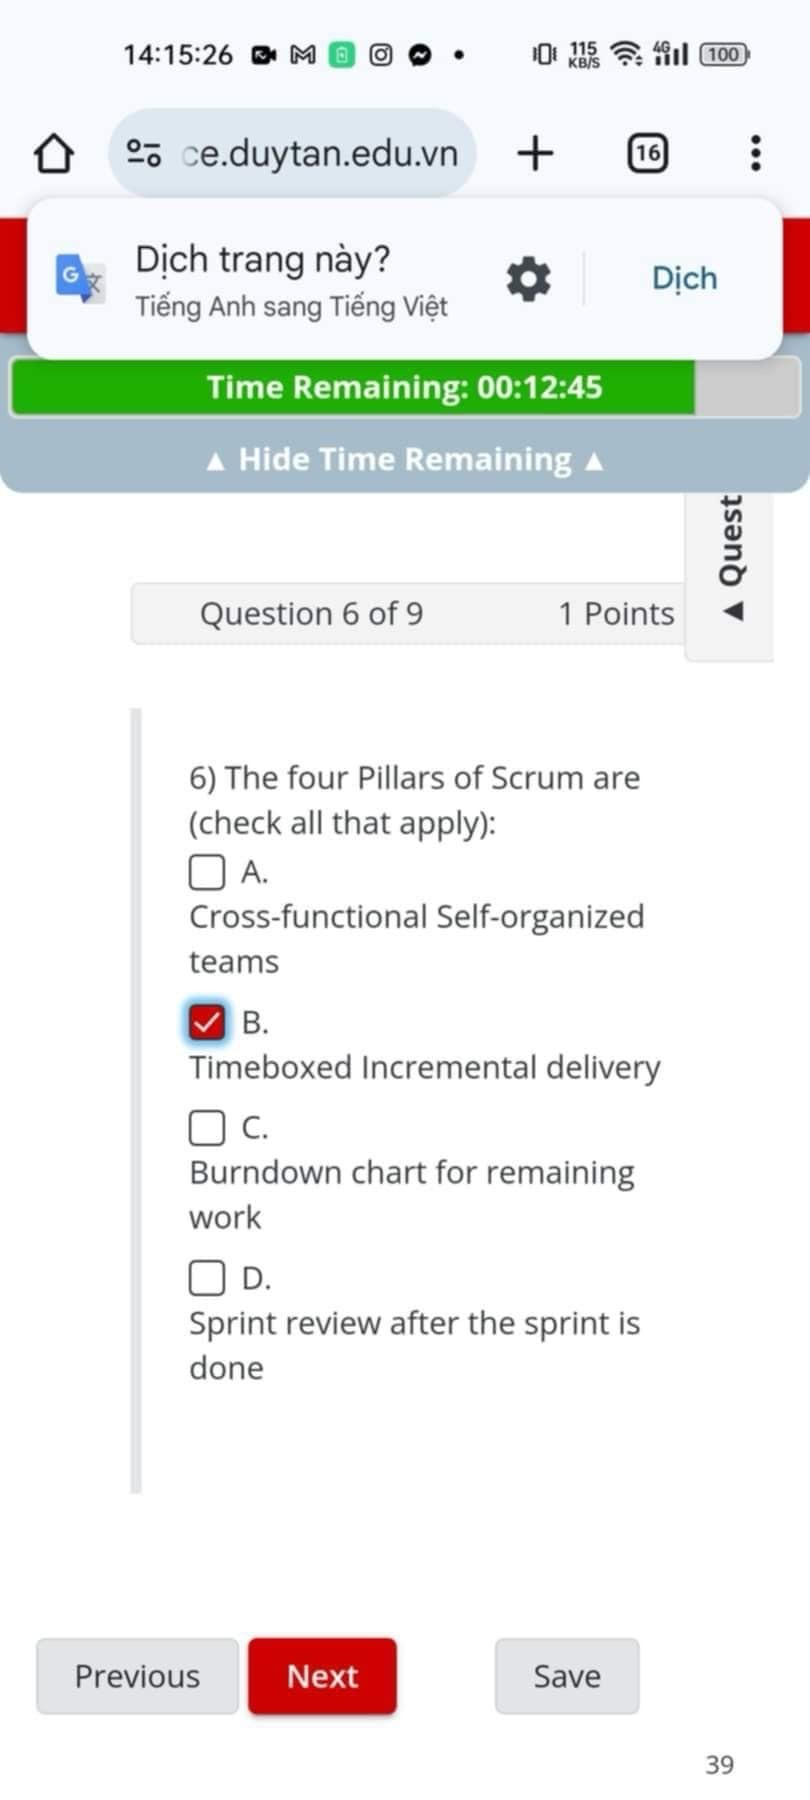 14:15:26
115
KB/S
4G
100
ce.duytan.edu.vn
16
Dịch trang này?
Tiếng Anh sang Tiếng Việt
Dịch
Time Remaining: 00:12:45
▲ Hide Time Remaining ▲
▲ Quest
Question 6 of 9 1 Points
6) The four Pillars of Scrum are
(check all that apply):
A.
Cross-functional Self-organized
teams
B.
Timeboxed Incremental delivery
C.
Burndown chart for remaining
work
D.
Sprint review after the sprint is
done
Previous Next Save
39